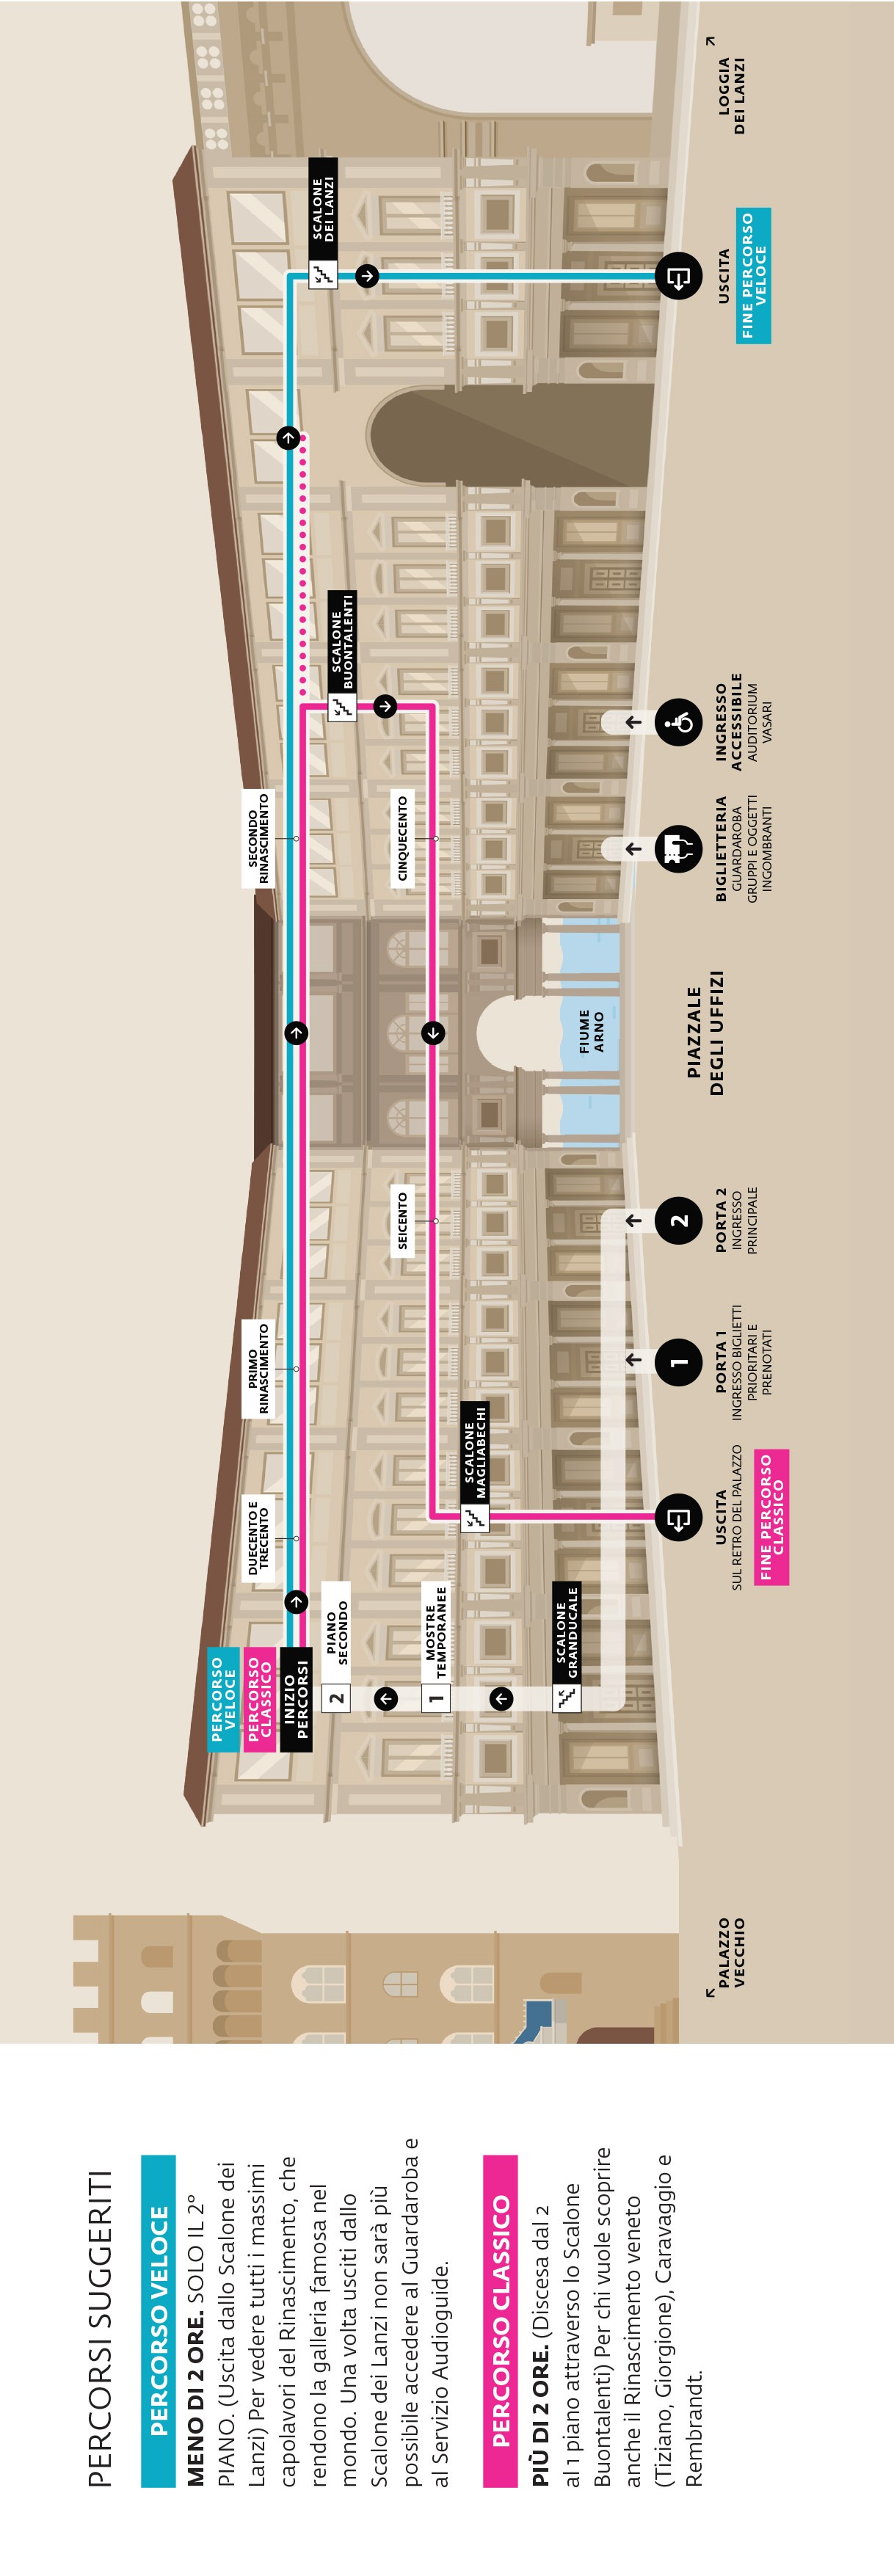 PERCORSI SUGGERITI
PERCORSO VELOCE
MENO DI 2 ORE. SOLO IL 2°
PIANO. (Uscita dallo Scalone dei
Lanzi) Per vedere tutti i massimi
capolavori del Rinascimento, che
rendono la galleria famosa nel
mondo. Una volta usciti dallo
Scalone dei Lanzi non sarà più
possibile accedere al Guardaroba e
al Servizio Audioguide.
PERCORSO CLASSICO
PIÙ DI 2 ORE. (Discesa dal 2
al 1 piano attraverso lo Scalone
Buontalenti) Per chi vuole scoprire
anche il Rinascimento veneto
(Tiziano, Giorgione), Caravaggio e
Rembrandt.
PALAZZO
VECCHIO
PERCORSO
VELOCE
PERCORSO
CLASSICO
INIZIO
PERCORSI
2
PIANO
SECONDO
1
MOSTRE
TEMPORANEE
SCALONE
GRANDUCALE
DUECENTO E
TRECENTO
PRIMO
RINASCIMENTO
SECONDO
RINASCIMENTO
SCALONE
MAGLIABECHI
SEICENTO
CINQUECENTO
SCALONE
BUONTALENTI
SCALONE
DEI LANZI
FIUME
ARNO
USCITA
SUL RETRO DEL PALAZZO
FINE PERCORSO
CLASSICO
1
PORTA 1
INGRESSO BIGLIETTI
PRIORITARI E
PRENOTATI
2
PORTA 2
INGRESSO
PRINCIPALE
PIAZZALE
DEGLI UFFIZI
BIGLIETTERIA
GUARDAROBA
GRUPPI E OGGETTI
INGOMBRANTI
INGRESSO
ACCESSIBILE
AUDITORIUM
VASARI
USCITA
FINE PERCORSO
VELOCE
LOGGIA
DEI LANZI